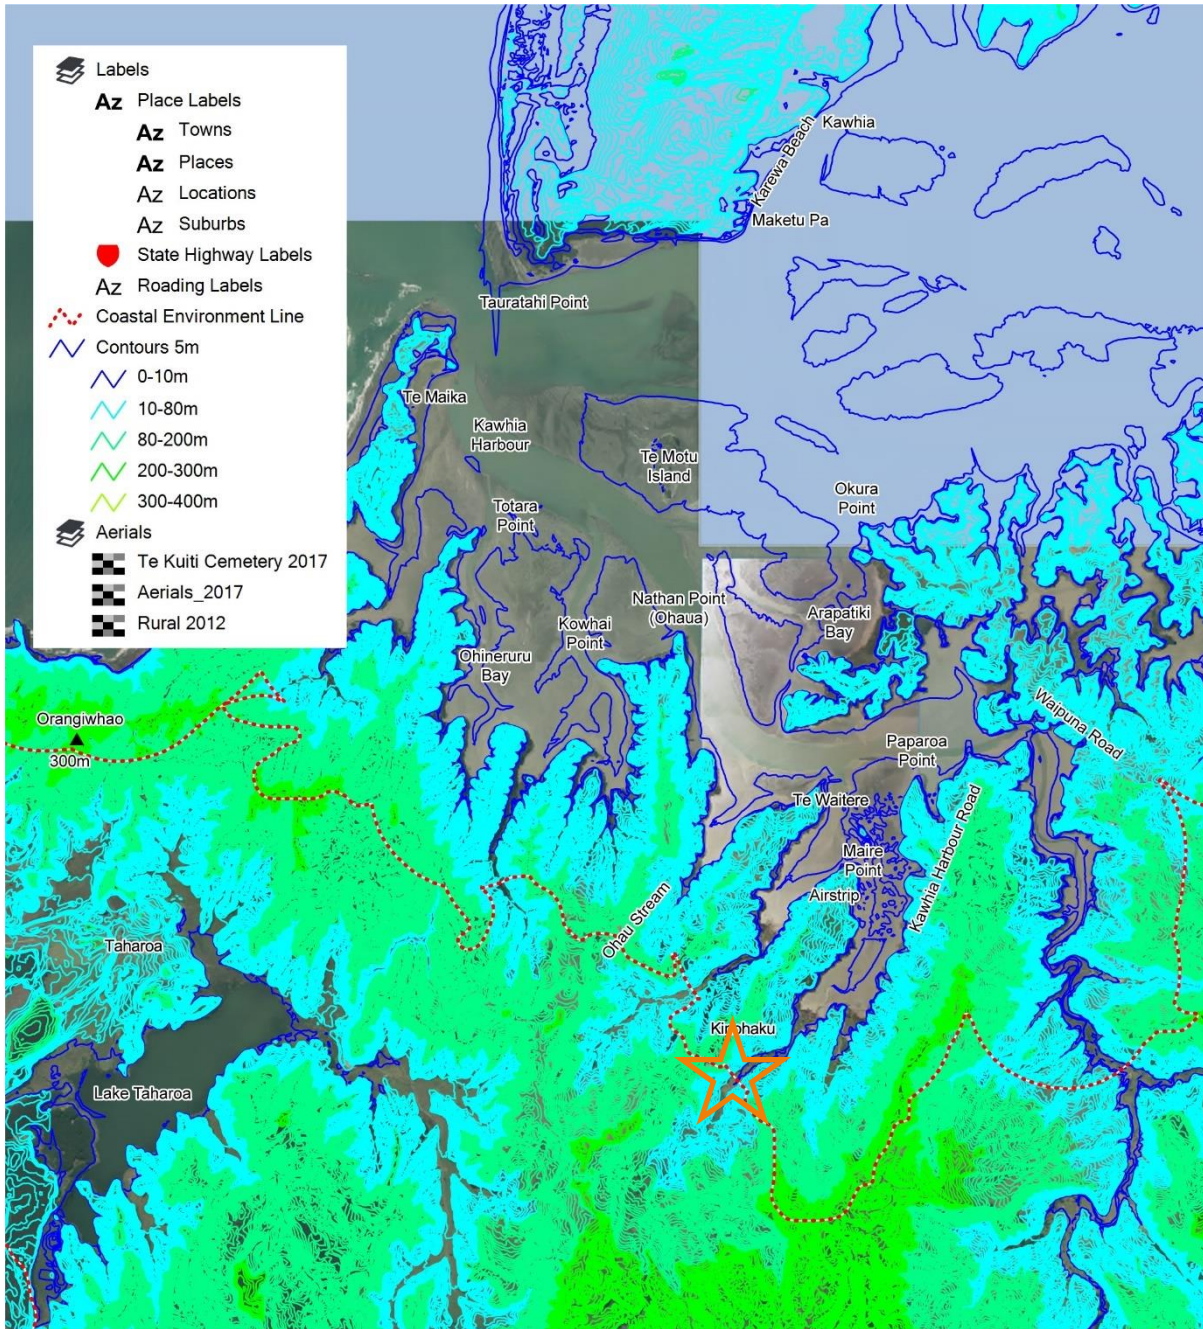 Labels
Az Place Labels
Az Towns
Az Places
Az Locations
Az Suburbs
State Highway Labels
Az Roading Labels
Coastal Environment Line
Contours 5m
0-10m
10-80m
80-200m
200-300m
300-400m
Aerials
Te Kuiti Cemetery 2017
Aerials_2017
Rural 2012
Kawhia
Karewa Beach
Maketu Pa
Tauratahi Point
Te Maika
Kawhia
Harbour
Te Motu
Island
Totara
Point
Okura
Point
Nathan Point
(Ohaua)
Arapatiki
Bay
Kowhai
Point
Ohineruru
Bay
Orangiwhao
300m
Waipuna Road
Paparoa
Point
Te Waitere
Kawhia Harbour Road
Maire
Point
Airstrip
Ohau Stream
Taharoa
Kinohaku
Lake Taharoa